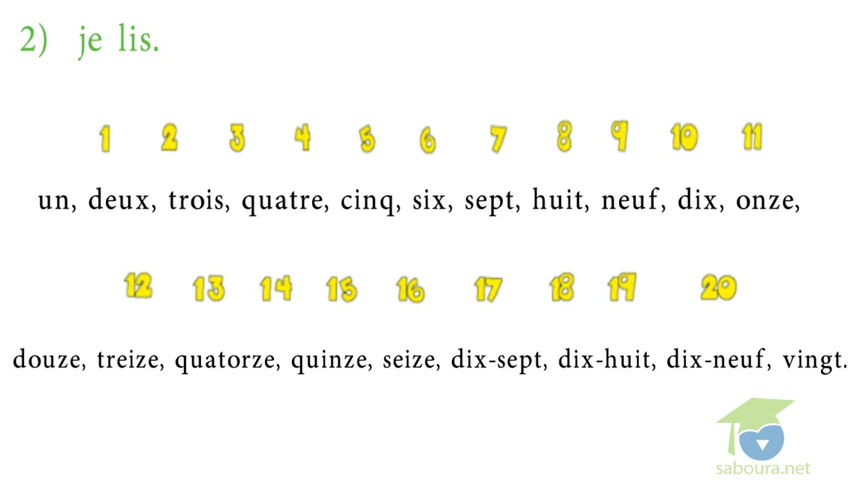 2) je lis.
1 2 3 4 5 6 7 8 9 10 11
un, deux, trois, quatre, cinq, six, sept, huit, neuf, dix, onze,
12 13 14 15 16 17 18 19 20
douze, treize, quatorze, quinze, seize, dix-sept, dix-huit, dix-neuf, vingt.
saboura.net